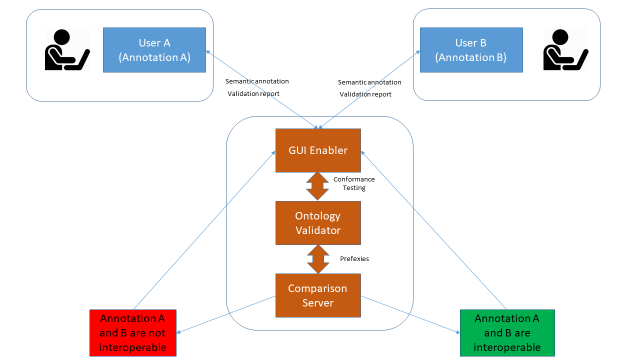 User A
(Annotation A)
User B
(Annotation B)
Semantic annotation
Validation report
Semantic annotation
Validation report
GUI Enabler
Conformance
Testing
Ontology
Validator
Prefexies
Comparison
Server
Annotation A
and B are not
interoperable
Annotation A
and B are
interoperable